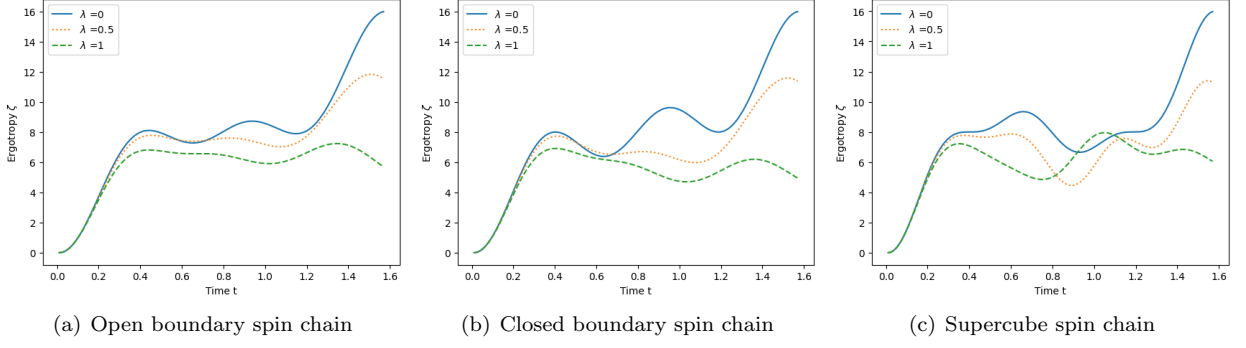 λ =0
λ =0.5
λ =1
16
14
12
10
8
6
4
2
0
Ergotropy ζ
0.0 0.2 0.4 0.6 0.8 1.0 1.2 1.4 1.6
Time t
(a) Open boundary spin chain
λ =0
λ =0.5
λ =1
16
14
12
10
8
6
4
2
0
Ergotropy ζ
0.0 0.2 0.4 0.6 0.8 1.0 1.2 1.4 1.6
Time t
(b) Closed boundary spin chain
λ =0
λ =0.5
λ =1
16
14
12
10
8
6
4
2
0
Ergotropy ζ
0.0 0.2 0.4 0.6 0.8 1.0 1.2 1.4 1.6
Time t
(c) Supercube spin chain